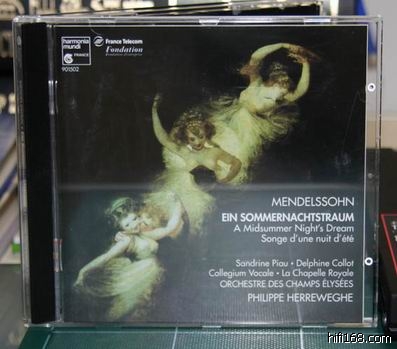 harmonia
mundi
FRANCE
901502
France Telecom
Fondation
MENDELSSOHN
EIN SOMMERNACHTSTRAUM
A Midsummer Night's Dream
Songe d'une nuit d'été
Sandrine Piau • Delphine Collot
Collegium Vocale • La Chapelle Royale
ORCHESTRE DES CHAMPS ÉLYSÉES
PHILIPPE HERREWEGHE
hifi168.com